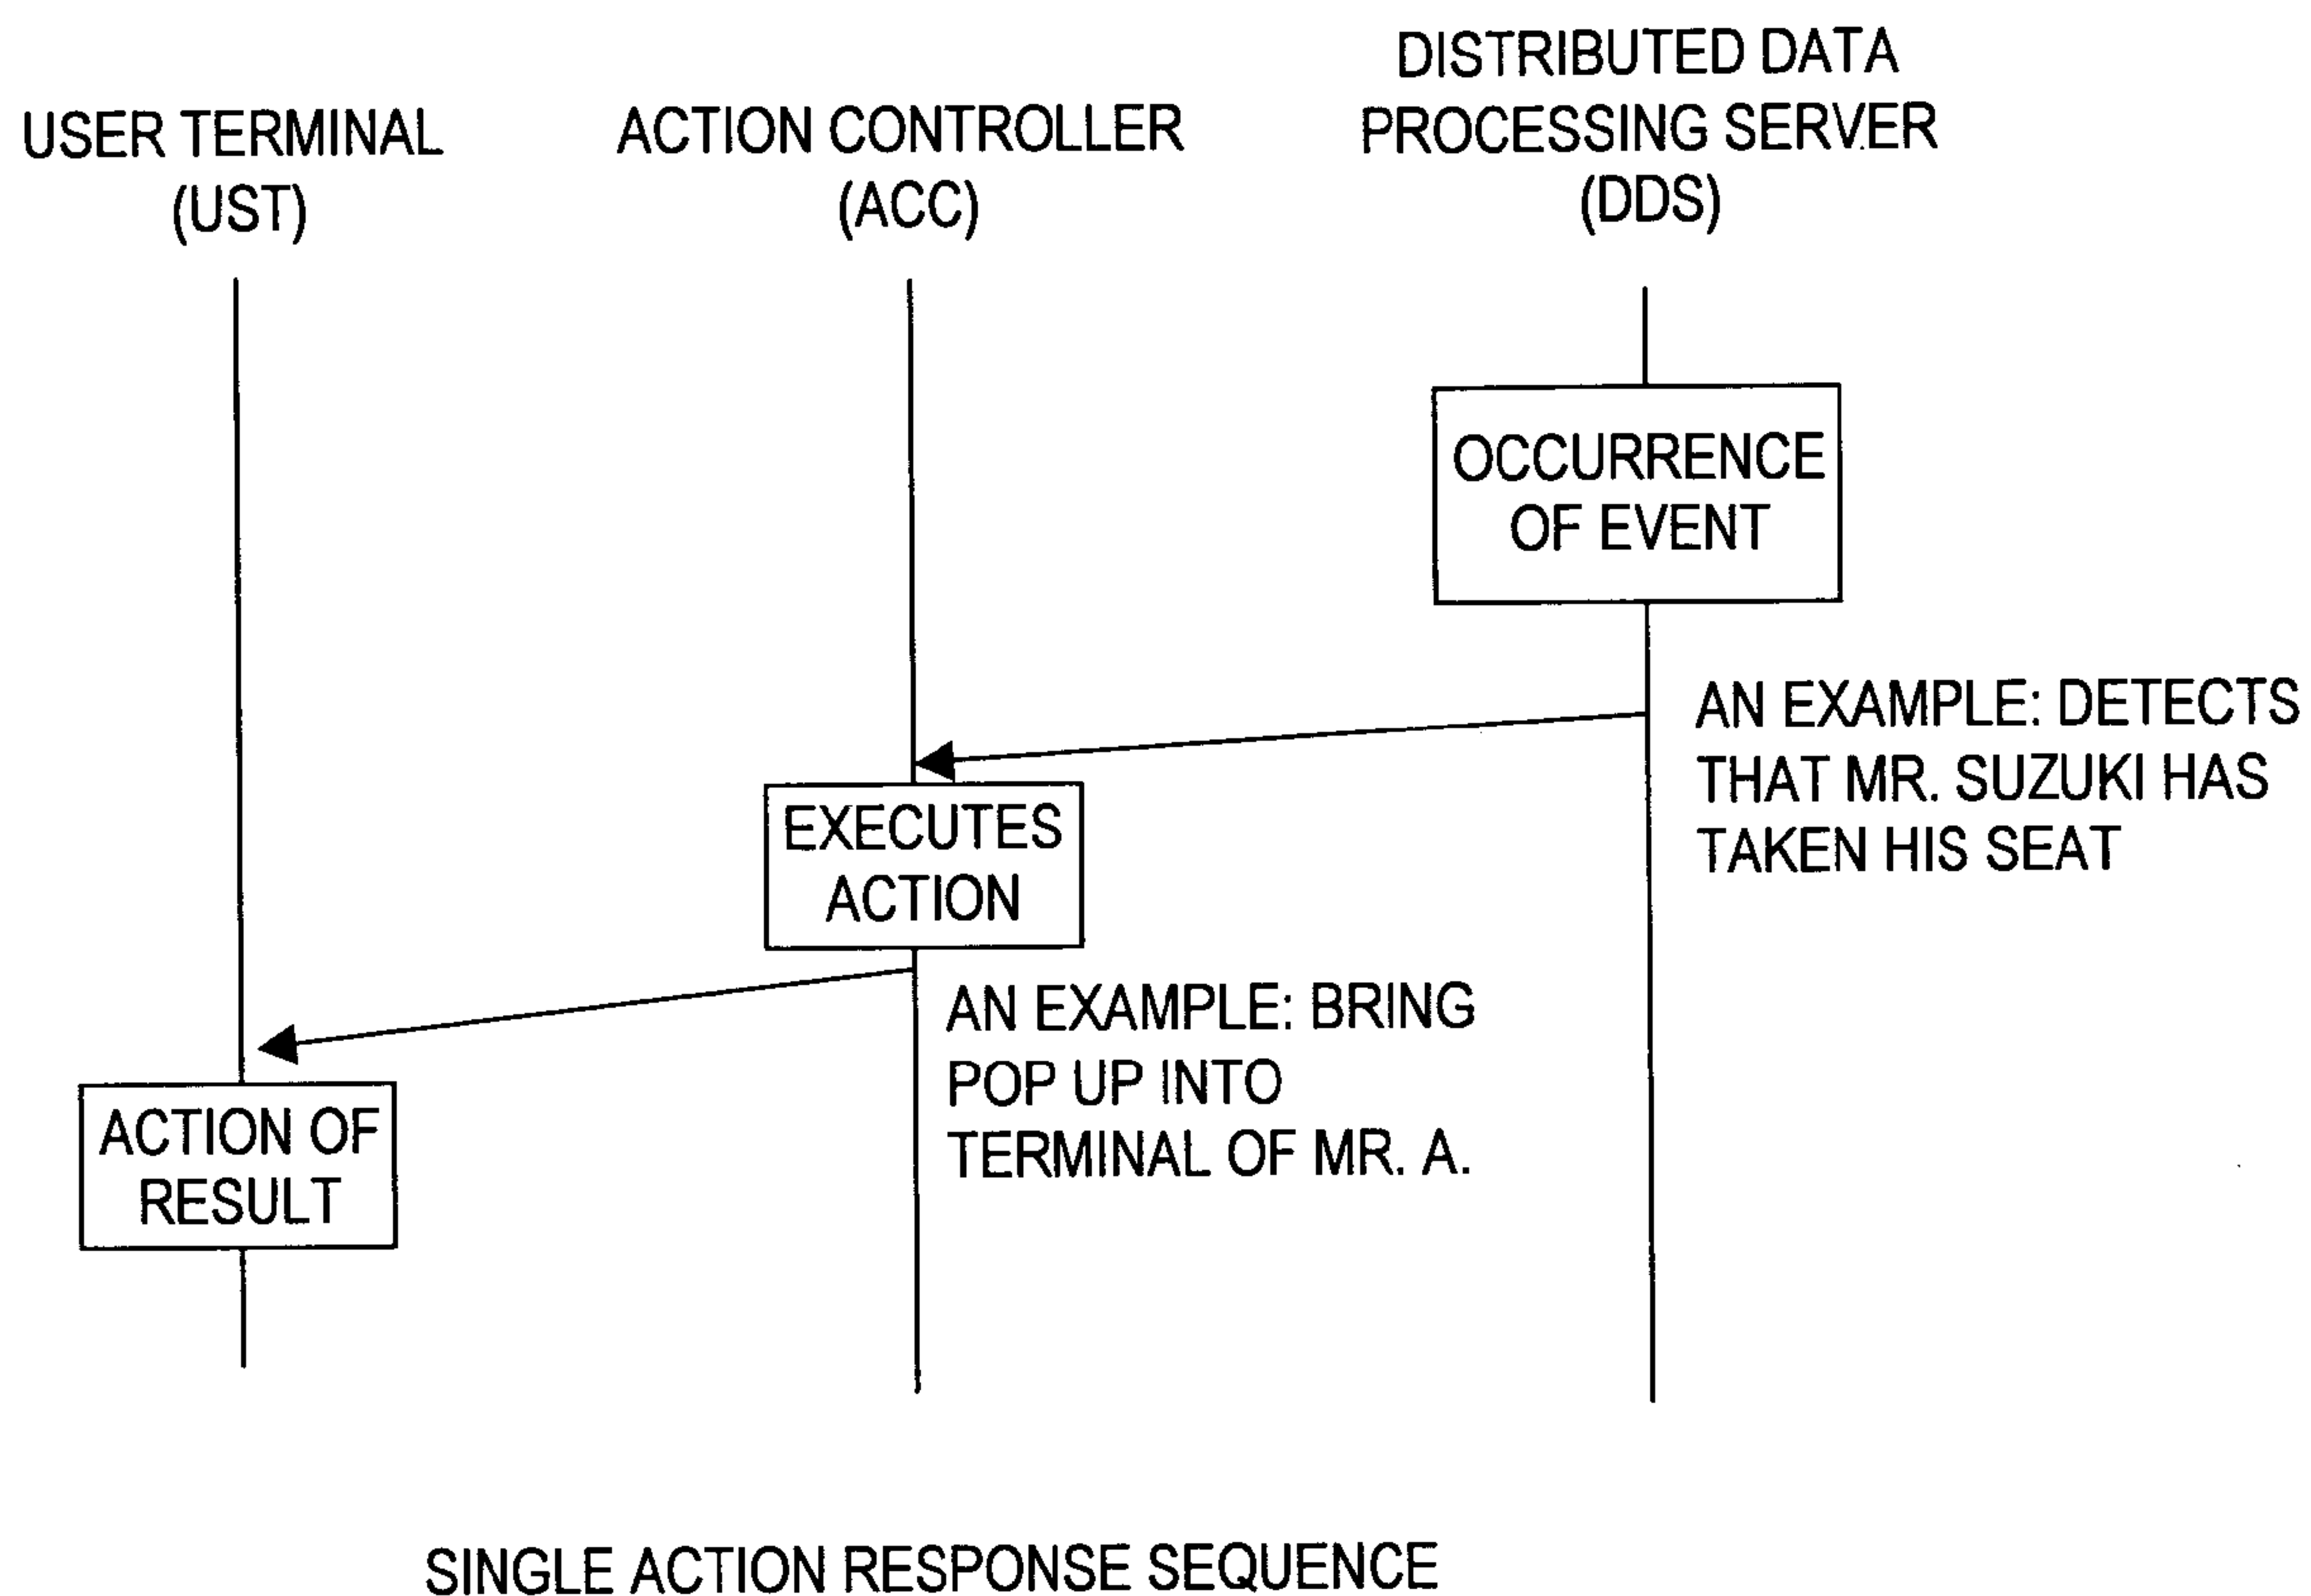 USER TERMINAL
(UST)
ACTION CONTROLLER
(ACC)
DISTRIBUTED DATA
PROCESSING SERVER
(DDS)
OCCURRENCE
OF EVENT
AN EXAMPLE: DETECTS
THAT MR. SUZUKI HAS
TAKEN HIS SEAT
EXECUTES
ACTION
AN EXAMPLE: BRING
POP UP INTO
TERMINAL OF MR. A.
ACTION OF
RESULT
SINGLE ACTION RESPONSE SEQUENCE